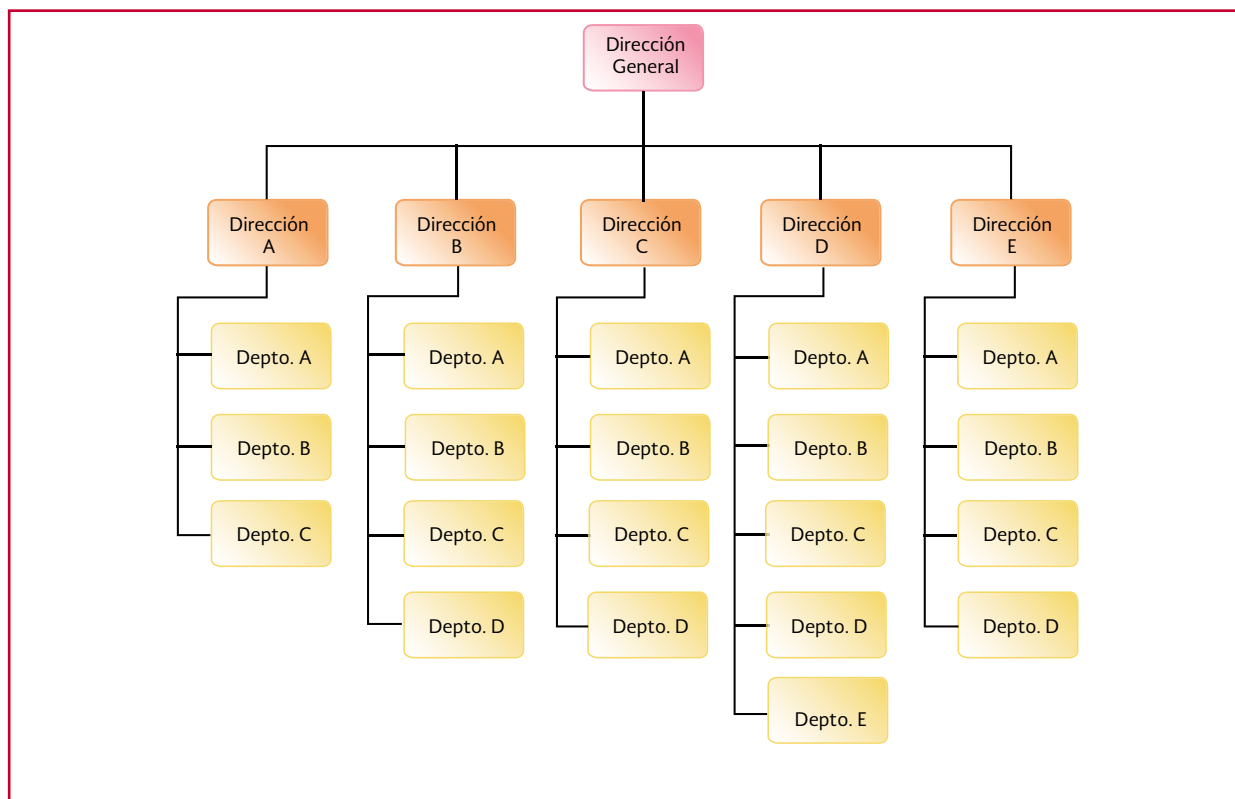 Dirección
General
Dirección
A
Dirección
B
Dirección
C
Dirección
D
Dirección
E
Depto. A
Depto. A
Depto. A
Depto. A
Depto. A
Depto. B
Depto. B
Depto. B
Depto. B
Depto. B
Depto. C
Depto. C
Depto. C
Depto. C
Depto. C
Depto. D
Depto. D
Depto. D
Depto. D
Depto. E